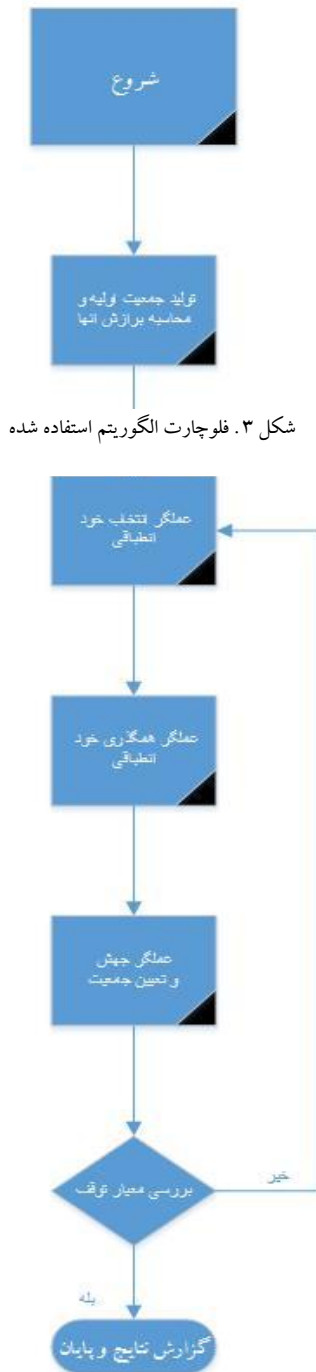 شروع
تولید جمعیت اولیه و
محاسبه برازش انها
شکل ۳. فلوچارت الگوریتم استفاده شده
عملگر انتخاب خود
انطباقی
عملگر همگذری خود
انطباقی
عملگر جهش
و تعیین جمعیت
بررسی معیار توقف
خیر
بله
گزارش نتایج و پایان